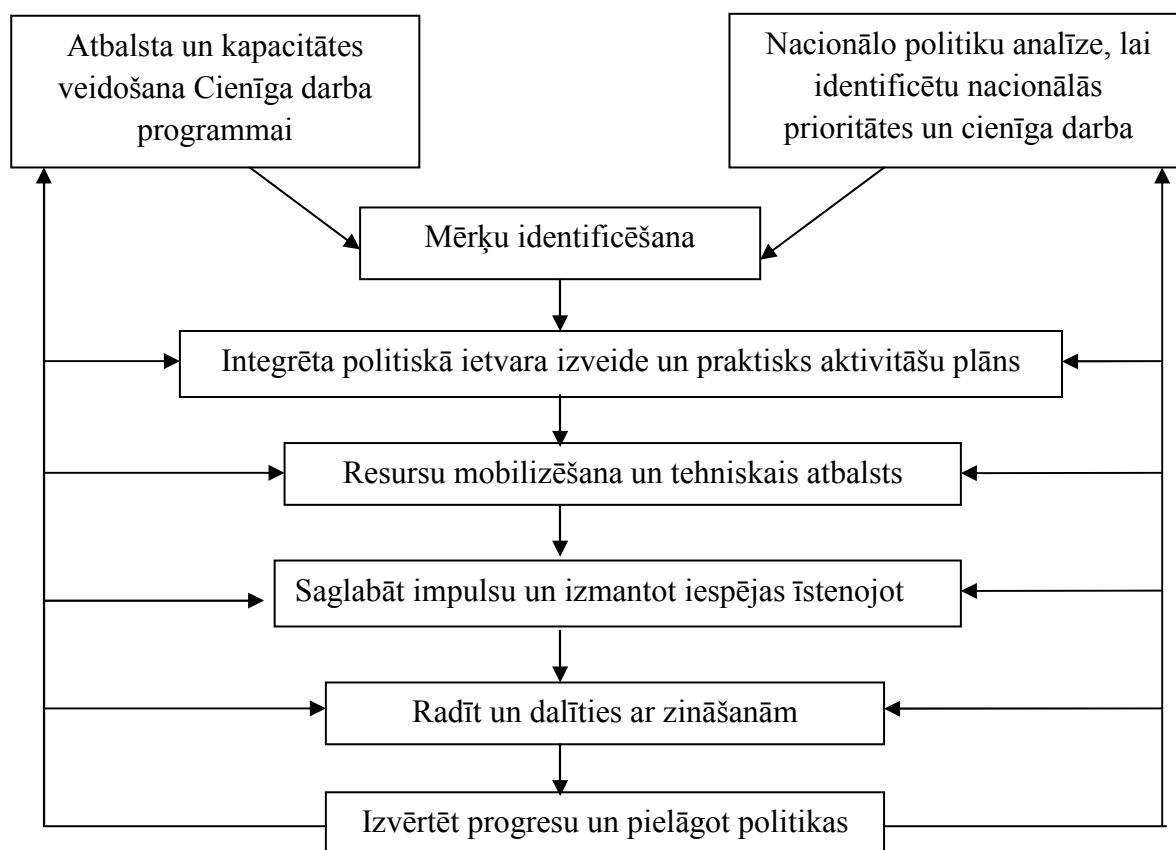 Atbalsta un kapacitātes
veidošana Cienīga darba
programmai
Nacionālo politiku analīze, lai
identificētu nacionālās
prioritātes un cienīga darba
Mērķu identificēšana
Integrēta politiskā ietvara izveide un praktisks aktivitāšu plāns
Resursu mobilizēšana un tehniskais atbalsts
Saglabāt impulsu un izmantot iespējas īstenojot
Radīt un dalīties ar zināšanām
Izvērtēt progresu un pielāgot politikas